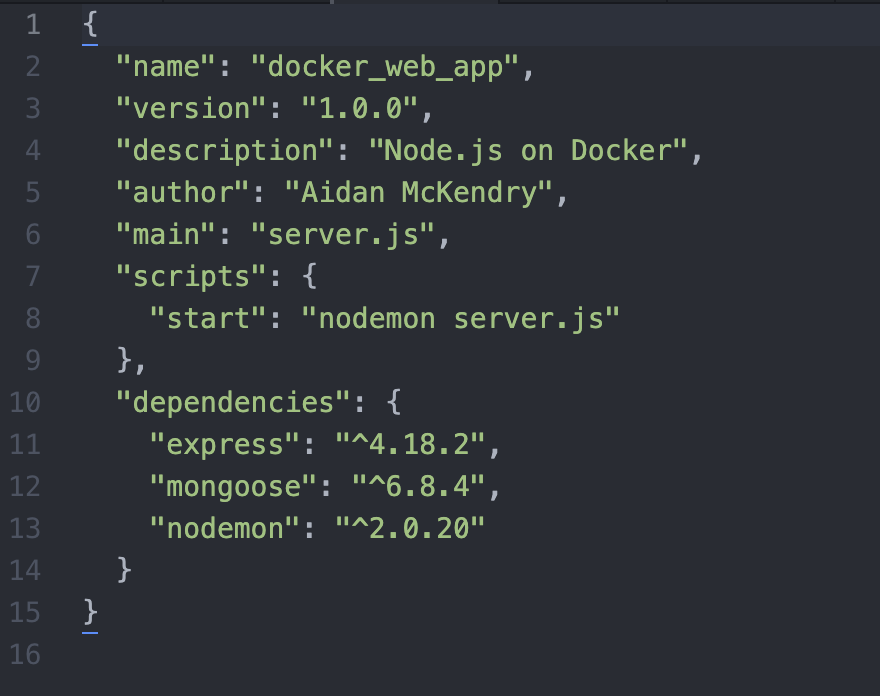 1 {
2   "name": "docker_web_app",
3   "version": "1.0.0",
4   "description": "Node.js on Docker",
5   "author": "Aidan McKendry",
6   "main": "server.js",
7   "scripts": {
8     "start": "nodemon server.js"
9   },
10   "dependencies": {
11     "express": "^4.18.2",
12     "mongoose": "^6.8.4",
13     "nodemon": "^2.0.20"
14   }
15 }
16